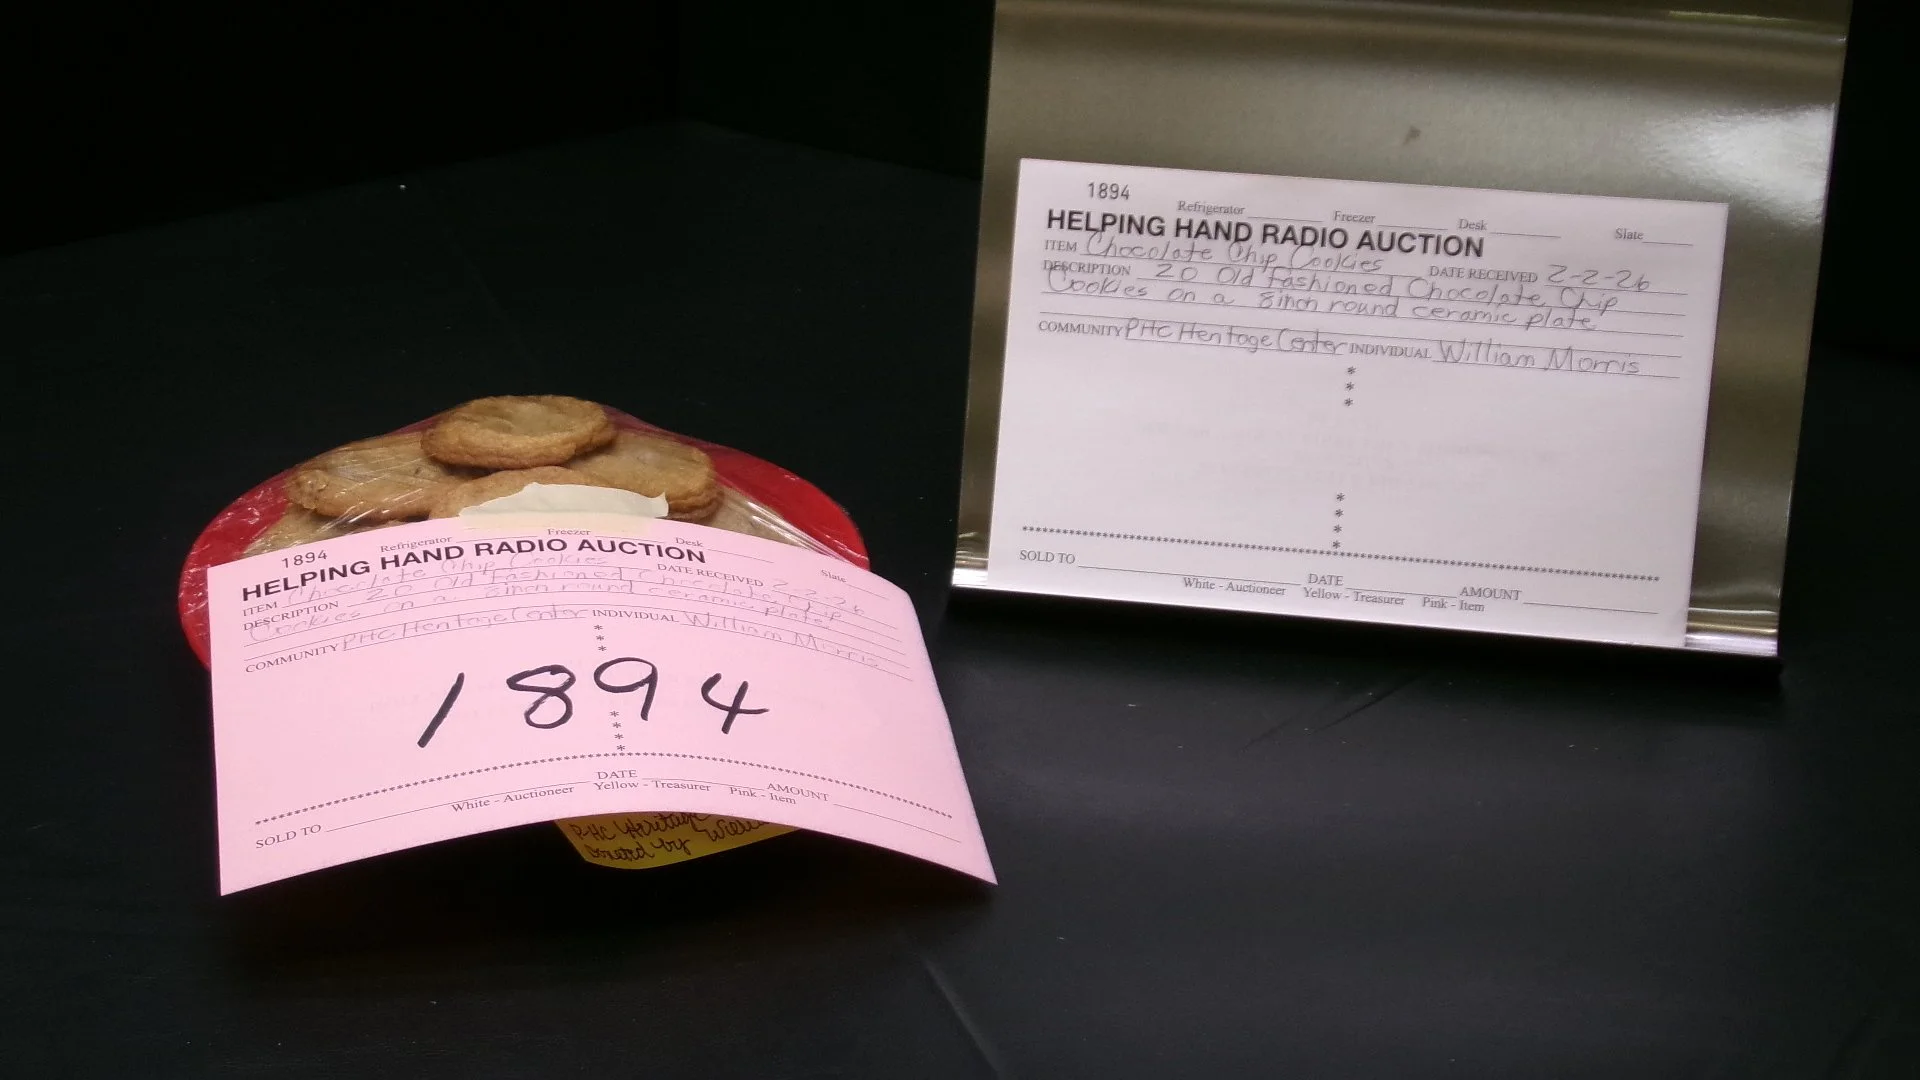 1894
Refrigerator Freezer Desk Slate
HELPING HAND RADIO AUCTION
ITEM Chocolate Chip Cookies DATE RECEIVED 2-2-26
DESCRIPTION 20 Old fashioned Chocolate Chip
Cookies on a 8inch round ceramic plate
COMMUNITY PHC Heritage Center INDIVIDUAL William Morris
*
*
*
*
*
*
*
SOLD TO DATE AMOUNT
White - Auctioneer Yellow - Treasurer Pink - Item
1894
Refrigerator Freezer Desk Slate
HELPING HAND RADIO AUCTION
ITEM Chocolate Chip Cookies DATE RECEIVED 2-2-26
DESCRIPTION 20 Old fashioned Chocolate Chip
Cookies on a 8inch round ceramic plate
COMMUNITY PHC Heritage Center INDIVIDUAL William Morris
*
*
*
1894
*
*
*
SOLD TO DATE AMOUNT
White - Auctioneer Yellow - Treasurer Pink - Item
PHC Heritage
by